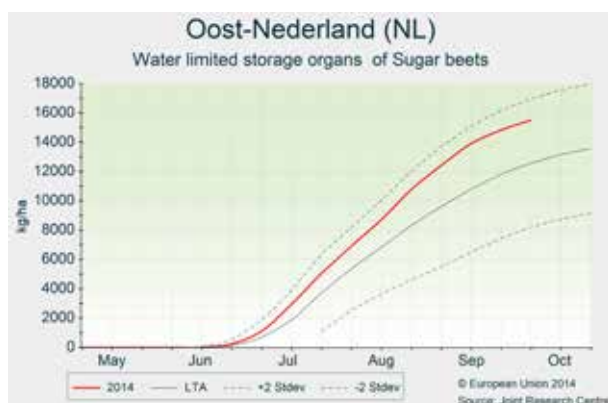 Oost-Nederland (NL)
Water limited storage organs of Sugar beets
18000
16000
14000
12000
10000
8000
6000
4000
2000
0
kg/ha
May Jun Jul Aug Sep Oct
2014 LTA +2 Stdev -2 Stdev
© European Union 2014
Source: Joint Research Centre